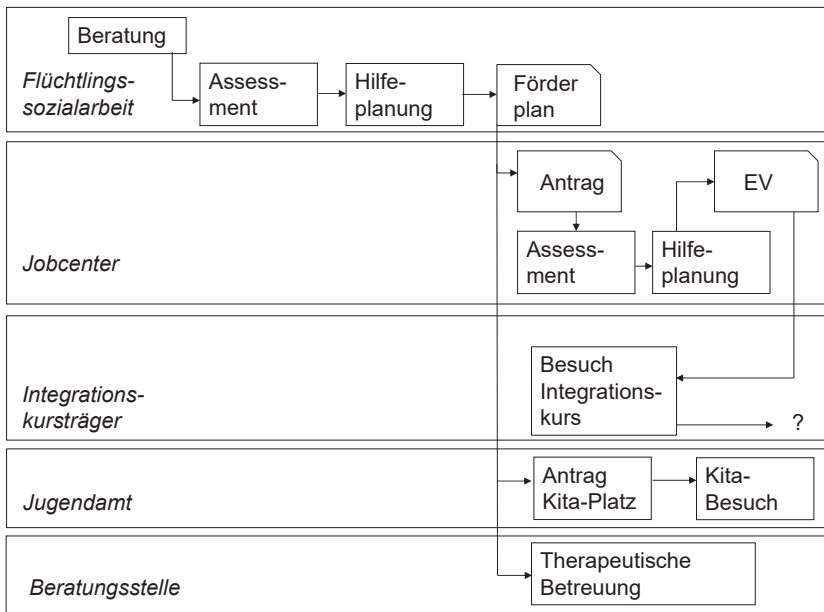 Beratung
Flüchtlings-
sozialarbeit
Assess-
ment
Hilfe-
planung
Förder
plan
Jobcenter
Antrag
Assess-
ment
Hilfe-
planung
EV
Integrations-
kursträger
Besuch
Integrations-
kurs
?
Jugendamt
Antrag
Kita-Platz
Kita-
Besuch
Beratungsstelle
Therapeutische
Betreuung